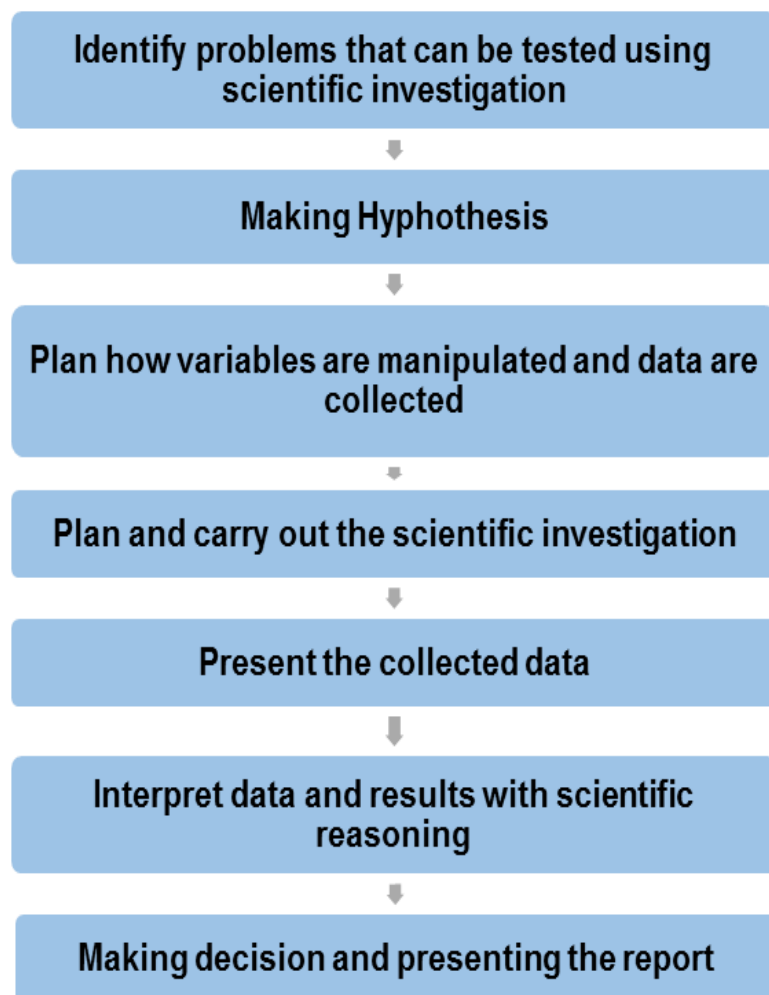 Identify problems that can be tested using
scientific investigation
Making Hyphothesis
Plan how variables are manipulated and data are
collected
Plan and carry out the scientific investigation
Present the collected data
Interpret data and results with scientific
reasoning
Making decision and presenting the report